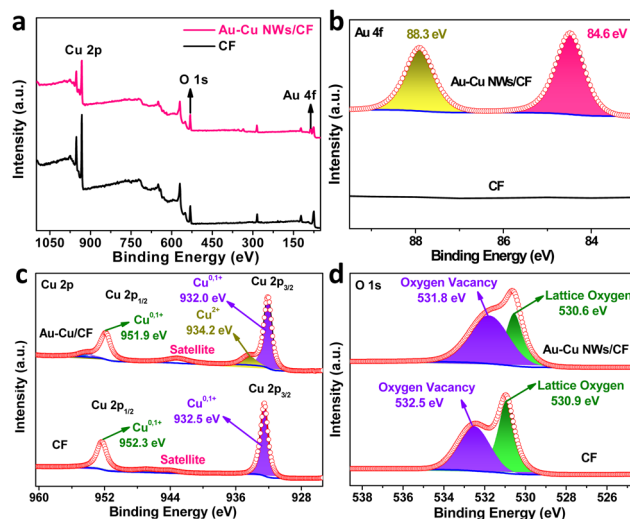 a
Au-Cu NWs/CF
CF
Cu 2p
O 1s
Au 4f
Intensity (a.u.)
1050 900 750 600 450 300 150
Binding Energy (eV)
b
Au 4f
88.3 eV
84.6 eV
Au-Cu NWs/CF
CF
Intensity (a.u.)
88 86 84
Binding Energy (eV)
c
Cu 2p
Cu 2p1/2
Cu0,1+
932.0 eV
Cu 2p3/2
Cu0,1+
951.9 eV
Cu2+
934.2 eV
Au-Cu/CF
Satellite
Cu 2p1/2
Cu0,1+
952.3 eV
Cu0,1+
932.5 eV
Cu 2p3/2
CF
Satellite
Intensity (a.u.)
960 952 944 936 928
Binding Energy (eV)
d
O 1s
Oxygen Vacancy
531.8 eV
Lattice Oxygen
530.6 eV
Au-Cu NWs/CF
Oxygen Vacancy
532.5 eV
Lattice Oxygen
530.9 eV
CF
Intensity (a.u.)
538 536 534 532 530 528 526
Binding Energy (eV)